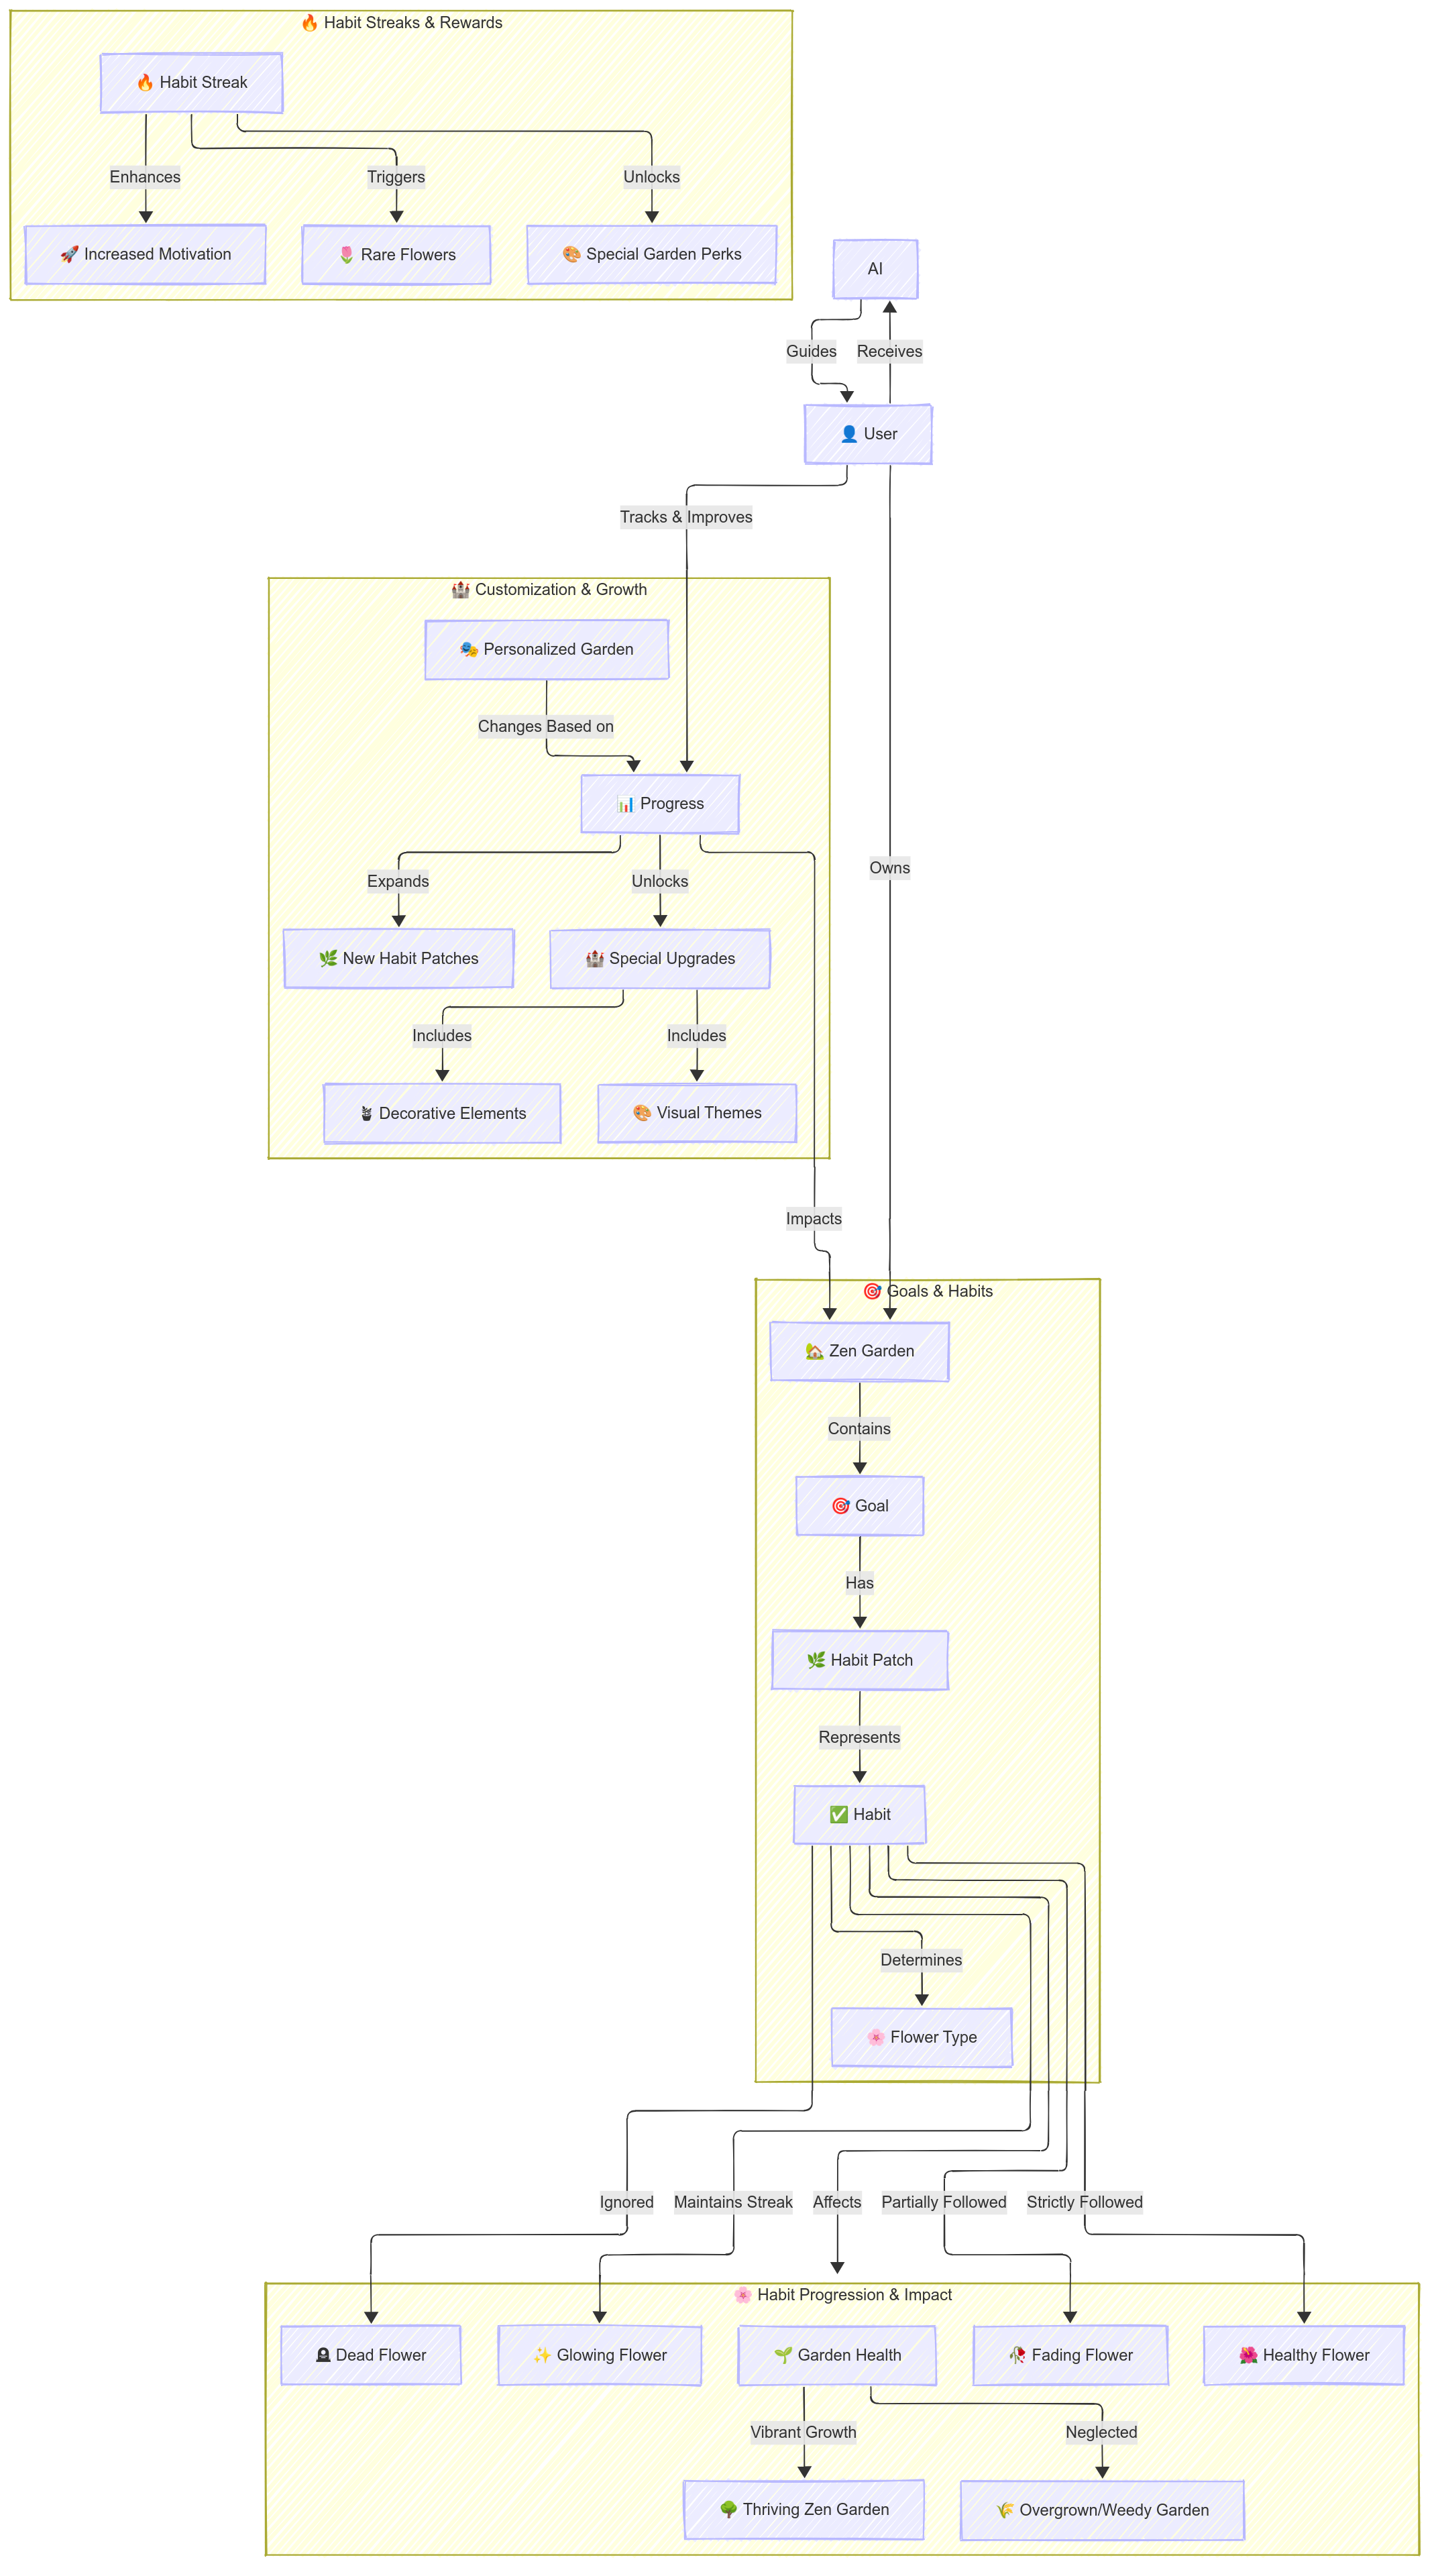 🔥 Habit Streaks & Rewards
🔥 Habit Streak
Enhances
Triggers
Unlocks
🚀 Increased Motivation
🌷 Rare Flowers
🎨 Special Garden Perks
AI
Guides
Receives
👤 User
Tracks & Improves
🏰 Customization & Growth
🎭 Personalized Garden
Changes Based on
📊 Progress
Owns
Expands
Unlocks
🌿 New Habit Patches
🏰 Special Upgrades
Includes
Includes
🪴 Decorative Elements
🎨 Visual Themes
Impacts
🎯 Goals & Habits
🏡 Zen Garden
Contains
🎯 Goal
Has
🌿 Habit Patch
Represents
✅ Habit
Determines
🌸 Flower Type
Ignored
Maintains Streak
Affects
Partially Followed
Strictly Followed
🌸 Habit Progression & Impact
🪦 Dead Flower
✨ Glowing Flower
🌱 Garden Health
🥀 Fading Flower
🌺 Healthy Flower
Vibrant Growth
Neglected
🌳 Thriving Zen Garden
🌾 Overgrown/Weedy Garden